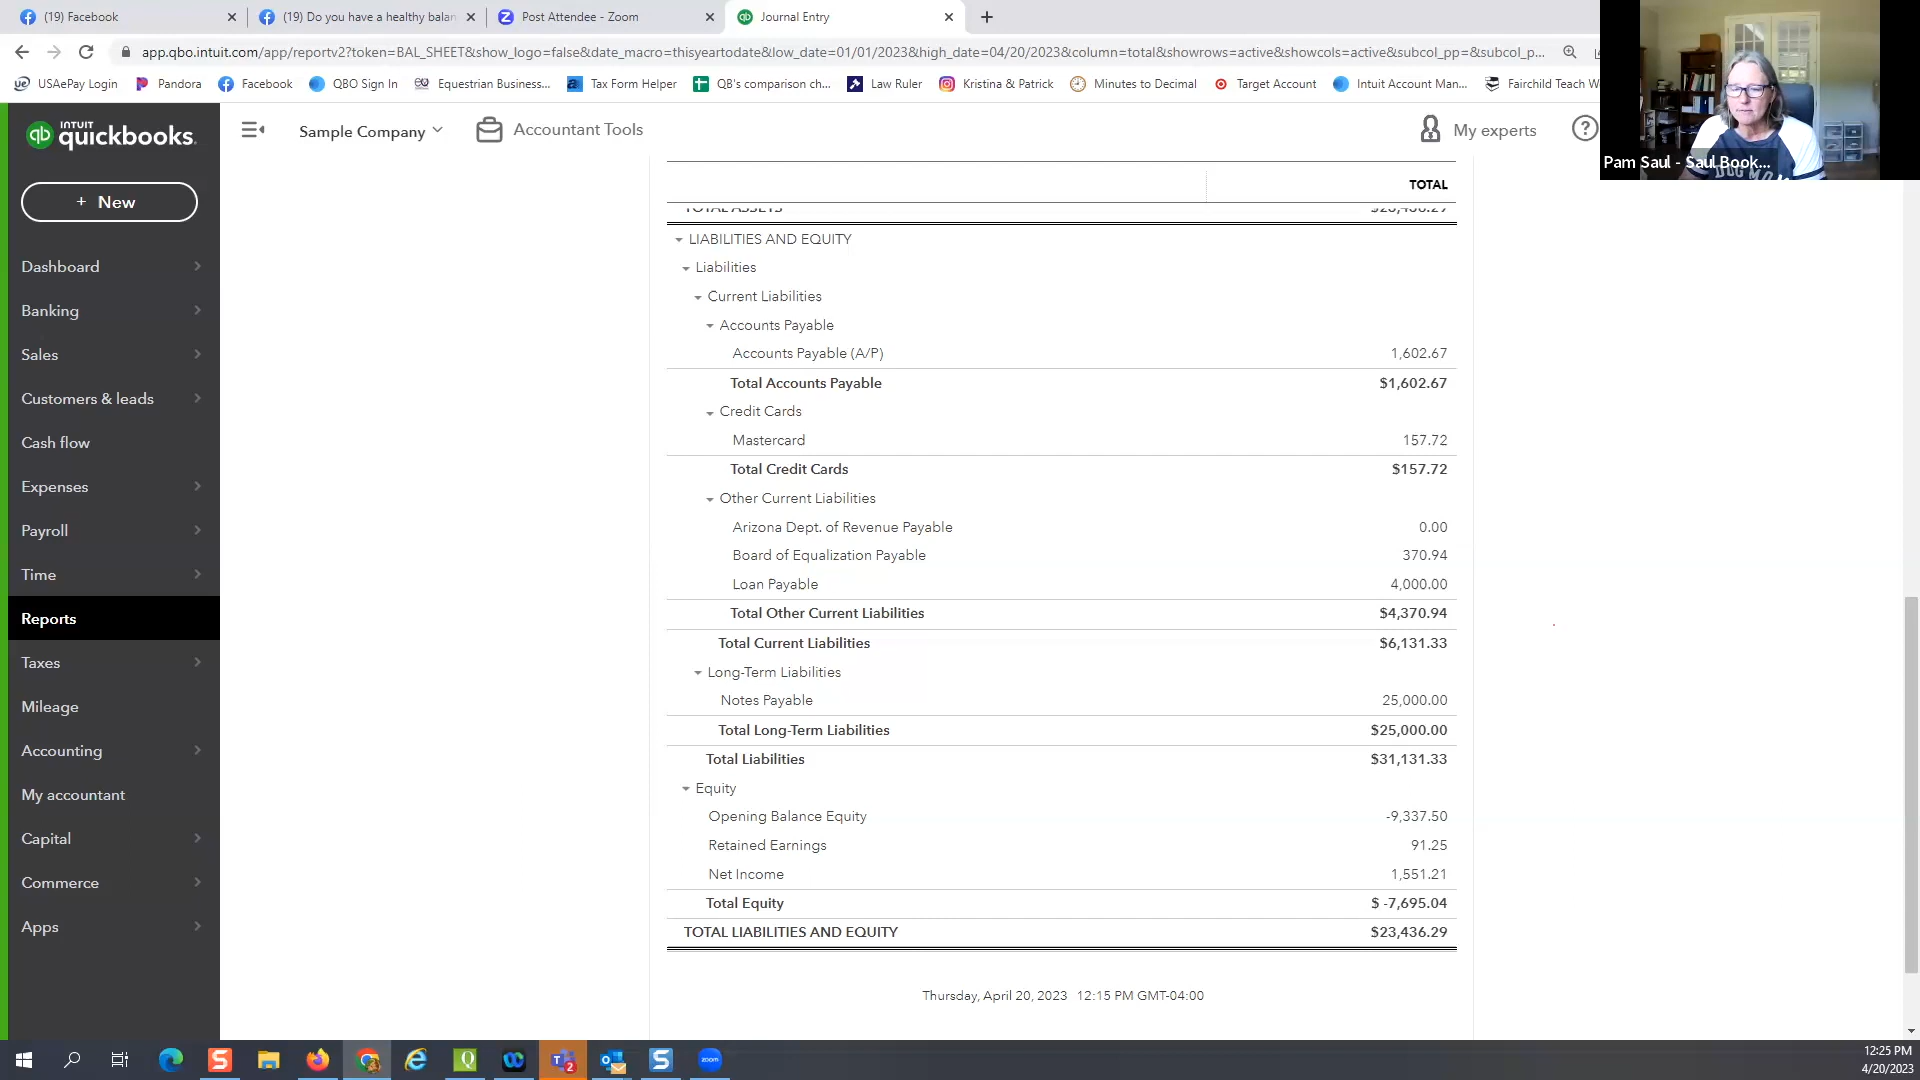 (19) Facebook
(19) Do you have a healthy balan
Post Attendee - Zoom
Journal Entry
app.qbo.intuit.com/app/reportv2?token=BAL_SHEET&show_logo=false&date_macro=thisyeartodate&low_date=01/01/2023&high_date=04/20/2023&column=total&showrows=active&showcols=active&subcol_pp=&subcol_p...
USAePay Login
Pandora
Facebook
QBO Sign In
Equestrian Business...
Tax Form Helper
QB's comparison ch...
Law Ruler
Kristina & Patrick
Minutes to Decimal
Target Account
Intuit Account Man...
Fairchild Teach W
Pam Saul - Saul Book...
INTUIT
quickbooks.
Sample Company
Accountant Tools
My experts
+ New
Dashboard
Banking
Sales
Customers & leads
Cash flow
Expenses
Payroll
Time
Reports
Taxes
Mileage
Accounting
My accountant
Capital
Commerce
Apps
TOTAL
TOTAL ASSETS $23,436.29
LIABILITIES AND EQUITY
Liabilities
Current Liabilities
Accounts Payable
Accounts Payable (A/P) 1,602.67
Total Accounts Payable $1,602.67
Credit Cards
Mastercard 157.72
Total Credit Cards $157.72
Other Current Liabilities
Arizona Dept. of Revenue Payable 0.00
Board of Equalization Payable 370.94
Loan Payable 4,000.00
Total Other Current Liabilities $4,370.94
Total Current Liabilities $6,131.33
Long-Term Liabilities
Notes Payable 25,000.00
Total Long-Term Liabilities $25,000.00
Total Liabilities $31,131.33
Equity
Opening Balance Equity -9,337.50
Retained Earnings 91.25
Net Income 1,551.21
Total Equity $ -7,695.04
TOTAL LIABILITIES AND EQUITY $23,436.29
Thursday, April 20, 2023 12:15 PM GMT-04:00
12:25 PM
4/20/2023